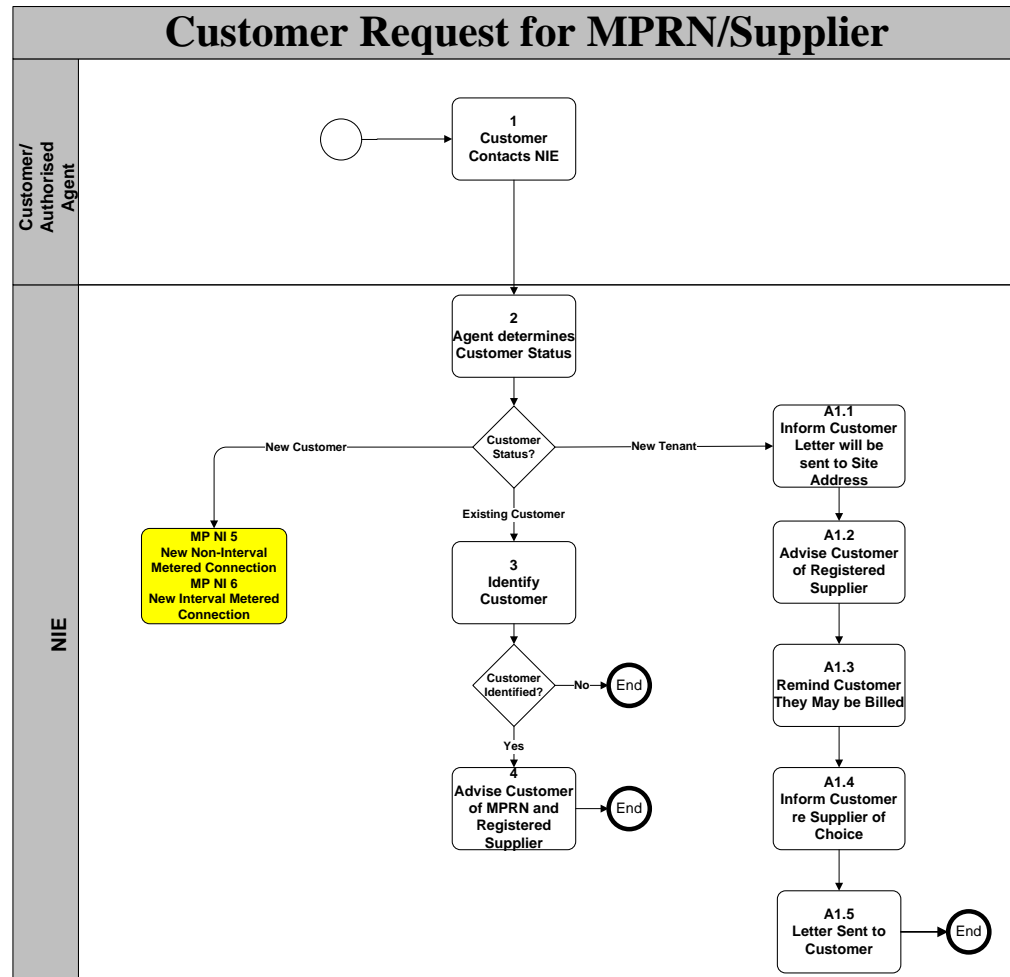 Customer Request for MPRN/Supplier
Customer/
Authorised
Agent
1
Customer
Contacts NIE
NIE
2
Agent determines
Customer Status
Customer
Status?
New Customer
New Tenant
Existing Customer
MP NI 5
New Non-Interval
Metered Connection
MP NI 6
New Interval Metered
Connection
3
Identify
Customer
Customer
Identified?
No
End
Yes
4
Advise Customer
of MPRN and
Registered
Supplier
End
A1.1
Inform Customer
Letter will be
sent to Site
Address
A1.2
Advise Customer
of Registered
Supplier
A1.3
Remind Customer
They May be Billed
A1.4
Inform Customer
re Supplier of
Choice
A1.5
Letter Sent to
Customer
End